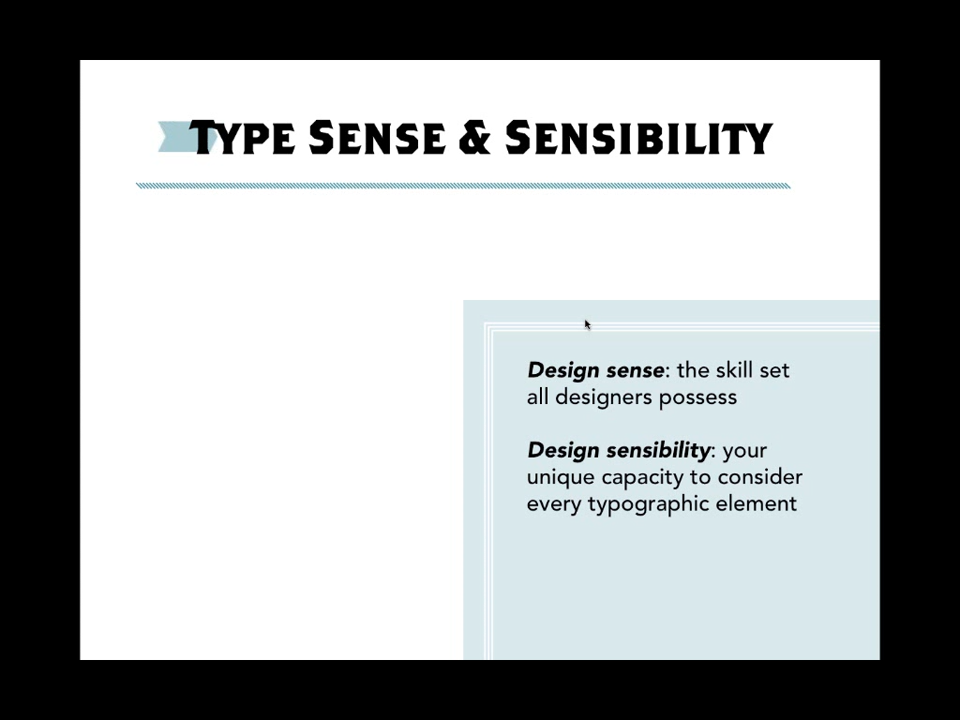 TYPE SENSE & SENSIBILITY
Design sense: the skill set
all designers possess
Design sensibility: your
unique capacity to consider
every typographic element